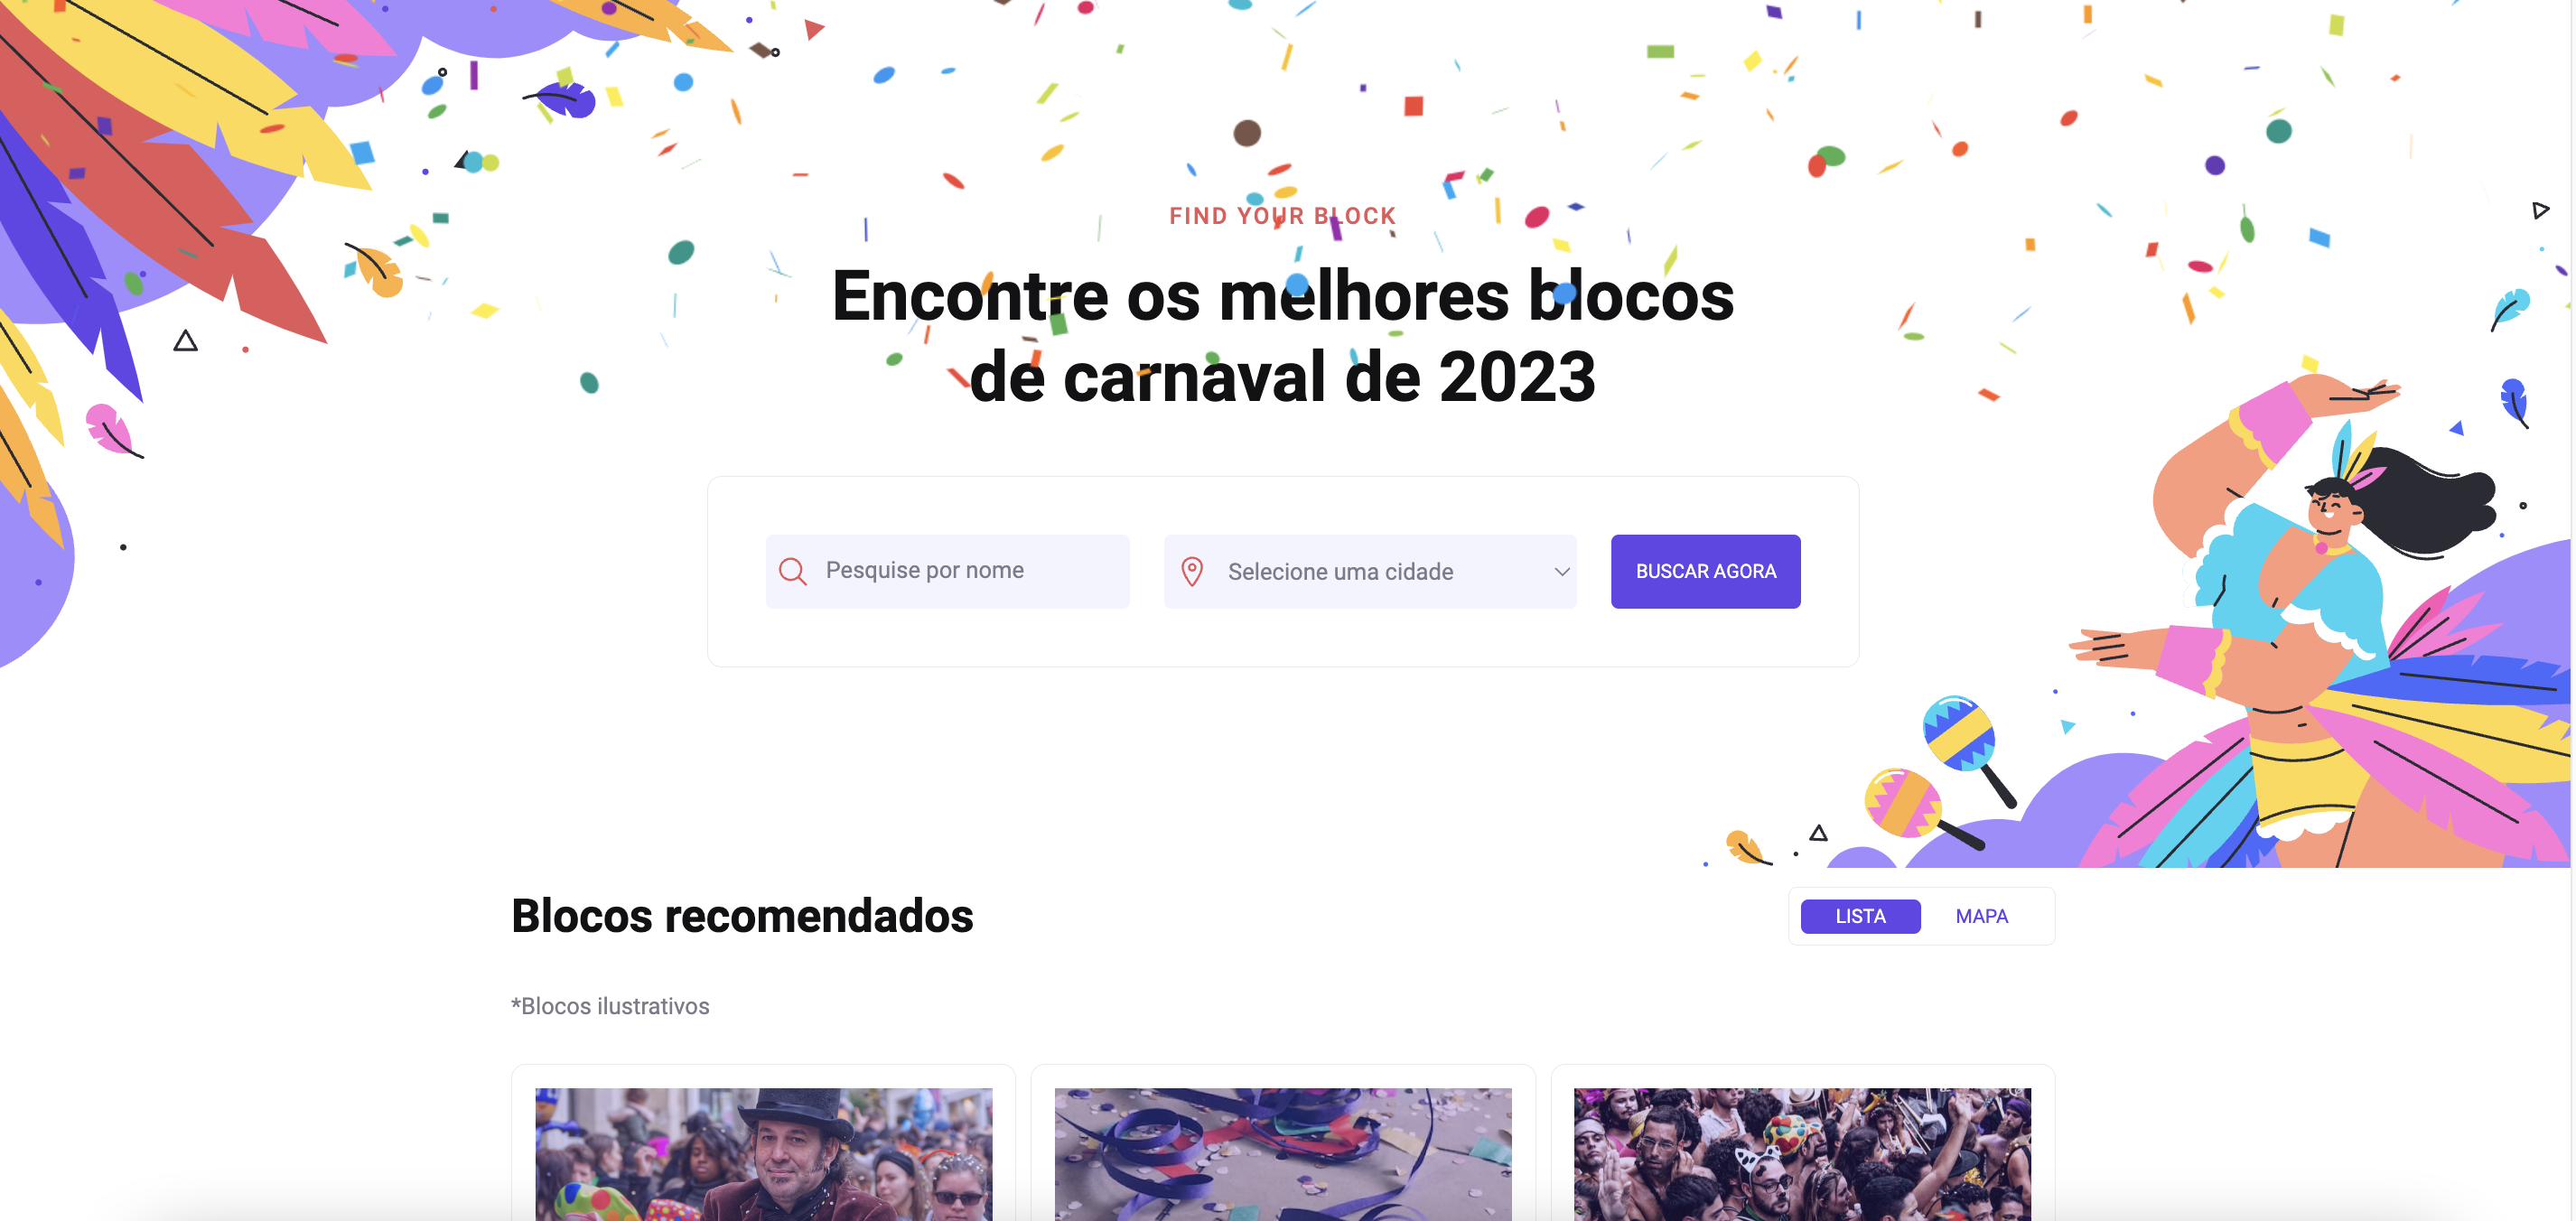 FIND YOUR BLOCK
Encontre os melhores blocos
de carnaval de 2023
Pesquise por nome
Selecione uma cidade
BUSCAR AGORA
Blocos recomendados
LISTA
MAPA
*Blocos ilustrativos